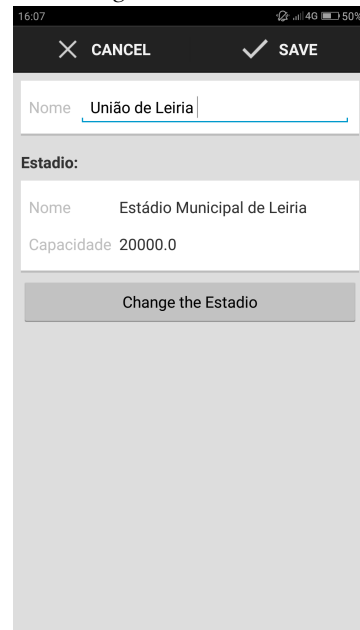 16:07 4G 50%
CANCEL SAVE
Nome União de Leiria
Estadio:
Nome Estádio Municipal de Leiria
Capacidade 20000.0
Change the Estadio